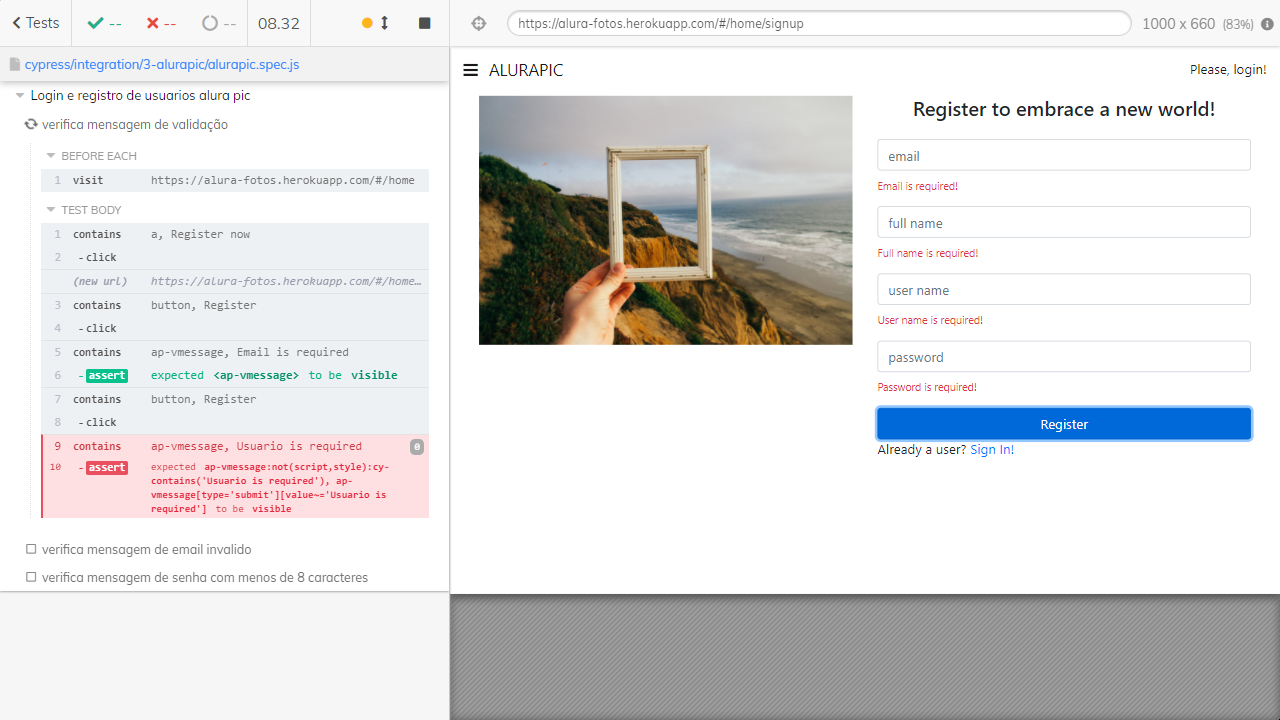 Tests
--
--
--
08.32
https://alura-fotos.herokuapp.com/#/home/signup
1000 x 660 (83%)
cypress/integration/3-alurapic/alurapic.spec.js
Login e registro de usuarios alura pic
verifica mensagem de validação
BEFORE EACH
1 visit https://alura-fotos.herokuapp.com/#/home
TEST BODY
1 contains a, Register now
2 - click
(new url) https://alura-fotos.herokuapp.com/#/home…
3 contains button, Register
4 - click
5 contains ap-vmessage, Email is required
6 - assert expected <ap-vmessage> to be visible
7 contains button, Register
8 - click
9 contains ap-vmessage, Usuario is required 0
10 - assert expected ap-vmessage:not(script,style):cy-
contains('Usuario is required'), ap-
vmessage[type='submit'][value~='Usuario is
required'] to be visible
verifica mensagem de email invalido
verifica mensagem de senha com menos de 8 caracteres
ALURAPIC
Please, login!
Register to embrace a new world!
email
Email is required!
full name
Full name is required!
user name
User name is required!
password
Password is required!
Register
Already a user? Sign In!